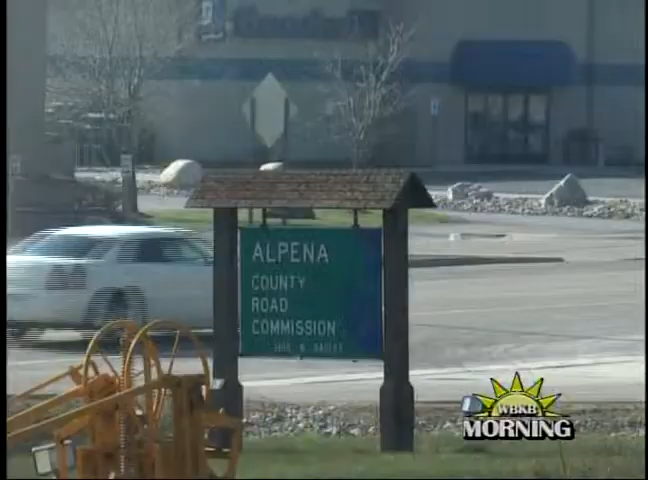 ALPENA
COUNTY
ROAD
COMMISSION
WBKB
MORNING